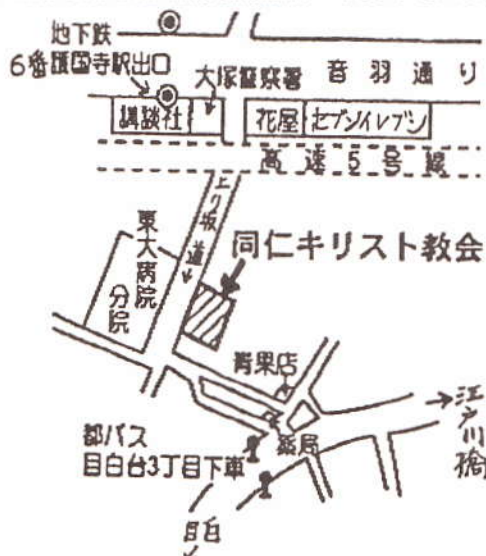 地下鉄
6番護国寺駅出口
大塚警察署
音羽通り
講談社
花屋
セブンイレブン
高速5号線
上り坂
道
東大病院
分院
同仁キリスト教会
青果店
薬局
江戸川橋
都バス
目白台3丁目下車
目白